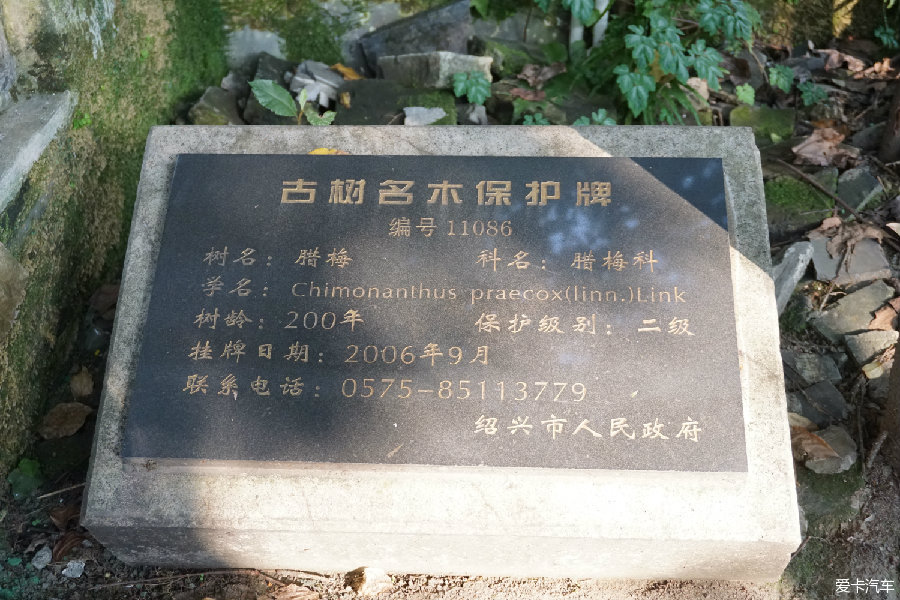 古树名木保护牌
编号 11086
树名：腊梅 科名：腊梅科
学名：Chimonanthus praecox(linn.)Link
树龄：200年 保护级别：二级
挂牌日期：2006年9月
联系电话：0575-85113779
绍兴市人民政府
爱卡汽车